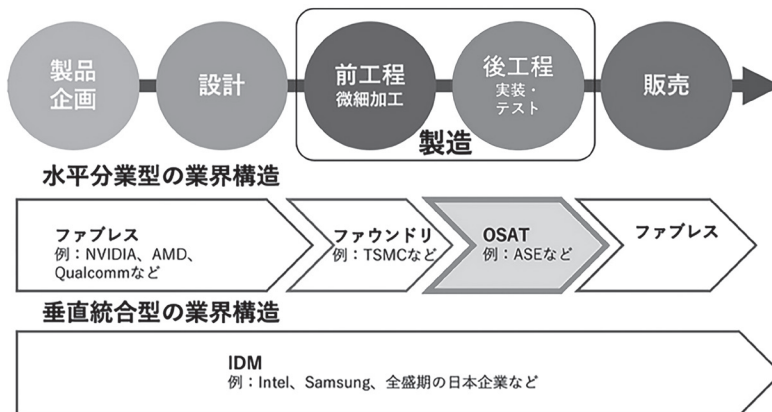 製品
企画
設計
前工程
微細加工
後工程
実装・
テスト
販売
製造
水平分業型の業界構造
ファブレス
例：NVIDIA、AMD、
Qualcommなど
ファウンドリ
例：TSMCなど
OSAT
例：ASEなど
ファブレス
垂直統合型の業界構造
IDM
例：Intel、Samsung、全盛期の日本企業など